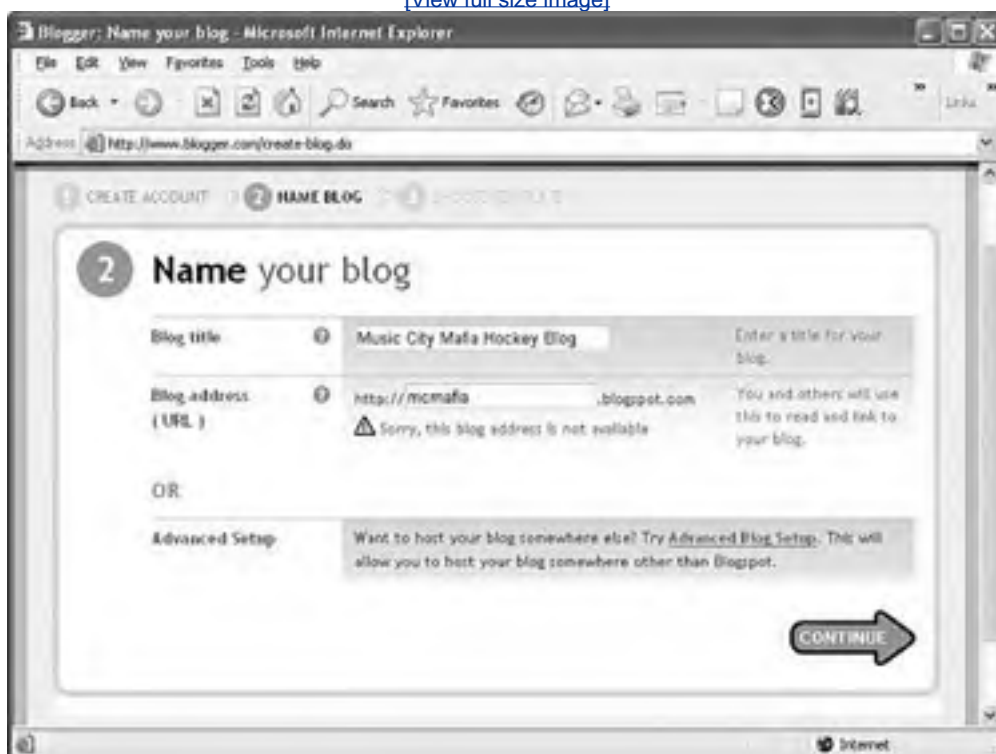 [View full size image]
Blogger: Name your blog - Microsoft Internet Explorer
File Edit View Favorites Tools Help
Back Search Favorites Links
Address http://www.blogger.com/create-blog.do
1 CREATE ACCOUNT 2 NAME BLOG 3
2 Name your blog
Blog title
Music City Mafia Hockey Blog
Enter a title for your
blog.
Blog address
( URL )
http:// mcmafia .blogspot.com
Sorry, this blog address is not available
You and others will use
this to read and link to
your blog.
OR
Advanced Setup
Want to host your blog somewhere else? Try Advanced Blog Setup. This will
allow you to host your blog somewhere other than Blogspot.
CONTINUE
Internet